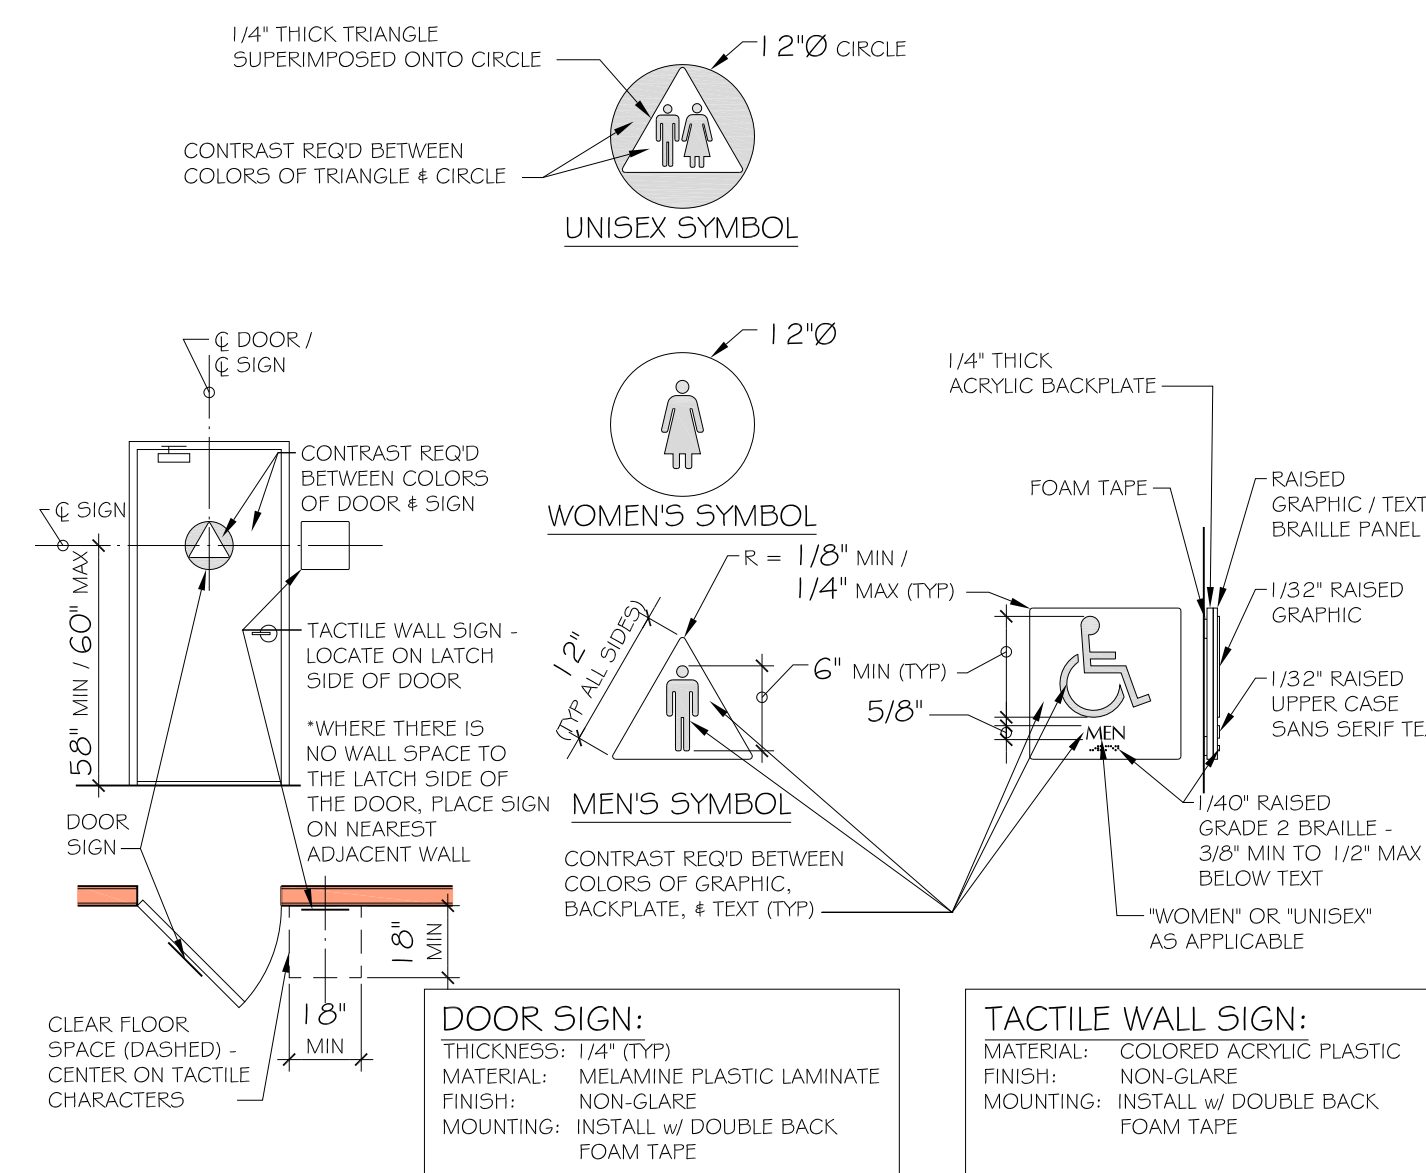 1/4" THICK TRIANGLE
SUPERIMPOSED ONTO CIRCLE
12"Ø CIRCLE
CONTRAST REQ'D BETWEEN
COLORS OF TRIANGLE & CIRCLE
UNISEX SYMBOL
℄ DOOR /
℄ SIGN
12"Ø
1/4" THICK
ACRYLIC BACKPLATE
CONTRAST REQ'D
BETWEEN COLORS
OF DOOR & SIGN
℄ SIGN
WOMEN'S SYMBOL
FOAM TAPE
RAISED
GRAPHIC / TEXT
BRAILLE PANEL
R = 1/8" MIN /
1/4" MAX (TYP)
1/32" RAISED
GRAPHIC
58" MIN / 60" MAX
TACTILE WALL SIGN -
LOCATE ON LATCH
SIDE OF DOOR
12"
(TYP ALL SIDES)
6" MIN (TYP)
5/8"
MEN
1/32" RAISED
UPPER CASE
SANS SERIF
*WHERE THERE IS
NO WALL SPACE TO
THE LATCH SIDE OF
THE DOOR, PLACE SIGN
ON NEAREST
ADJACENT WALL
MEN'S SYMBOL
DOOR
SIGN
CONTRAST REQ'D BETWEEN
COLORS OF GRAPHIC,
BACKPLATE, & TEXT (TYP)
1/40" RAISED
GRADE 2 BRAILLE -
3/8" MIN TO 1/2" MAX
BELOW TEXT
"WOMEN" OR "UNISEX"
AS APPLICABLE
18"
MIN
18"
MIN
CLEAR FLOOR
SPACE (DASHED) -
CENTER ON TACTILE
CHARACTERS
DOOR SIGN:
THICKNESS: 1/4" (TYP)
MATERIAL: MELAMINE PLASTIC LAMINATE
FINISH: NON-GLARE
MOUNTING: INSTALL w/ DOUBLE BACK
FOAM TAPE
TACTILE WALL SIGN:
MATERIAL: COLORED ACRYLIC PLASTIC
FINISH: NON-GLARE
MOUNTING: INSTALL w/ DOUBLE BACK
FOAM TAPE